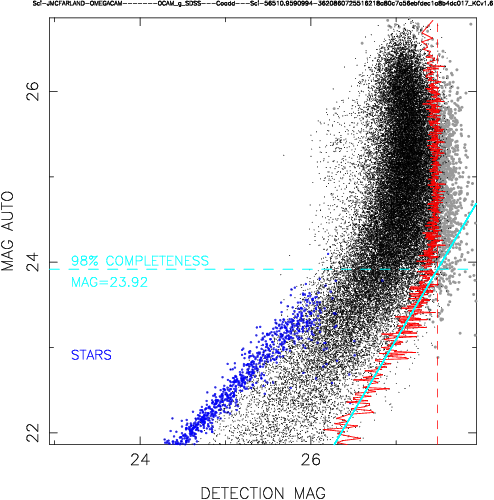 Sci-JMCFARLAND-OMEGACAM-------OCAM_g_SDSS---Coadd---Sci-56510.9590994-3620860725516218a80c7a56ebfdec1a8b4dc017_KCv1.6
26
MAG AUTO
98% COMPLETENESS
24
MAG=23.92
STARS
22
24
26
DETECTION MAG